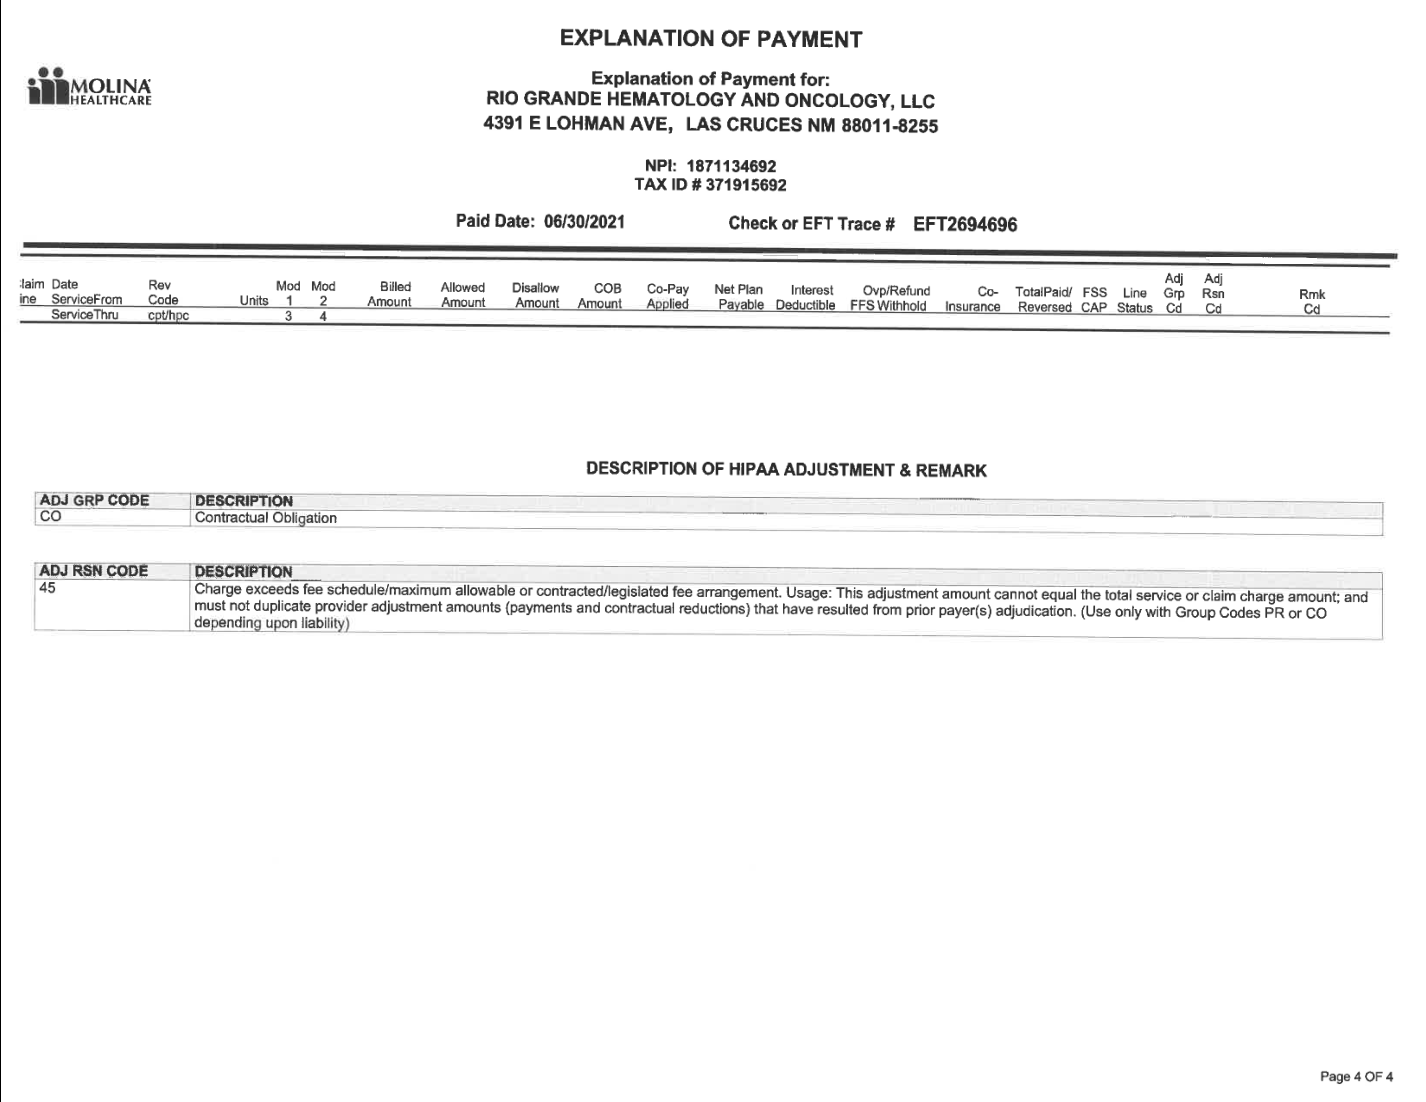 EXPLANATION OF PAYMENT
MOLINA
HEALTHCARE
Explanation of Payment for:
RIO GRANDE HEMATOLOGY AND ONCOLOGY, LLC
4391 E LOHMAN AVE, LAS CRUCES NM 88011-8255
NPI: 1871134692
TAX ID # 371915692
Paid Date: 06/30/2021 Check or EFT Trace # EFT2694696
laim Date Rev Mod Mod Billed Allowed Disallow COB Co-Pay Net Plan Interest Ovp/Refund Co- TotalPaid/ FSS Line Adj Adj
ine ServiceFrom Code Units 1 2 Amount Amount Amount Amount Applied Payable Deductible FFS Withhold Insurance Reversed CAP Status Grp Rsn Rmk
ServiceThru cpt/hpc 3 4 Cd Cd Cd
DESCRIPTION OF HIPAA ADJUSTMENT & REMARK
ADJ GRP CODE DESCRIPTION
CO Contractual Obligation
ADJ RSN CODE DESCRIPTION
45 Charge exceeds fee schedule/maximum allowable or contracted/legislated fee arrangement. Usage: This adjustment amount cannot equal the total service or claim charge amount; and
must not duplicate provider adjustment amounts (payments and contractual reductions) that have resulted from prior payer(s) adjudication. (Use only with Group Codes PR or CO
depending upon liability)
Page 4 OF 4